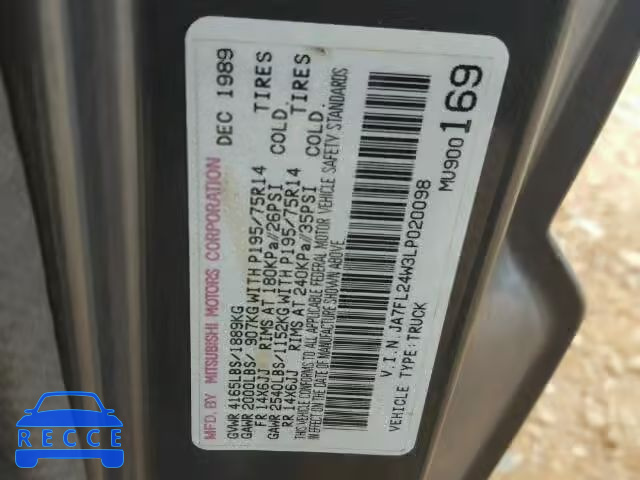 MFD. BY MITSUBISHI MOTORS CORPORATION DEC 1989
GVWR 4165LBS/1889KG
GAWR 2000LBS/ 907KG WITH P195/75R14 TIRES
FR 14X6JJ RIMS AT 180KPa//26PSI COLD.
GAWR 2540LBS/1152KG WITH P195/75R14 TIRES
RR 14X6JJ RIMS AT 240KPa//35PSI COLD.
THIS VEHICLE CONFORMS TO ALL APPLICABLE FEDERAL MOTOR VEHICLE SAFETY STANDARDS
IN EFFECT ON THE DATE OF MANUFACTURE SHOWN ABOVE.
V.I.N. JA7FL24W3LP020098
VEHICLE TYPE:TRUCK MU900169